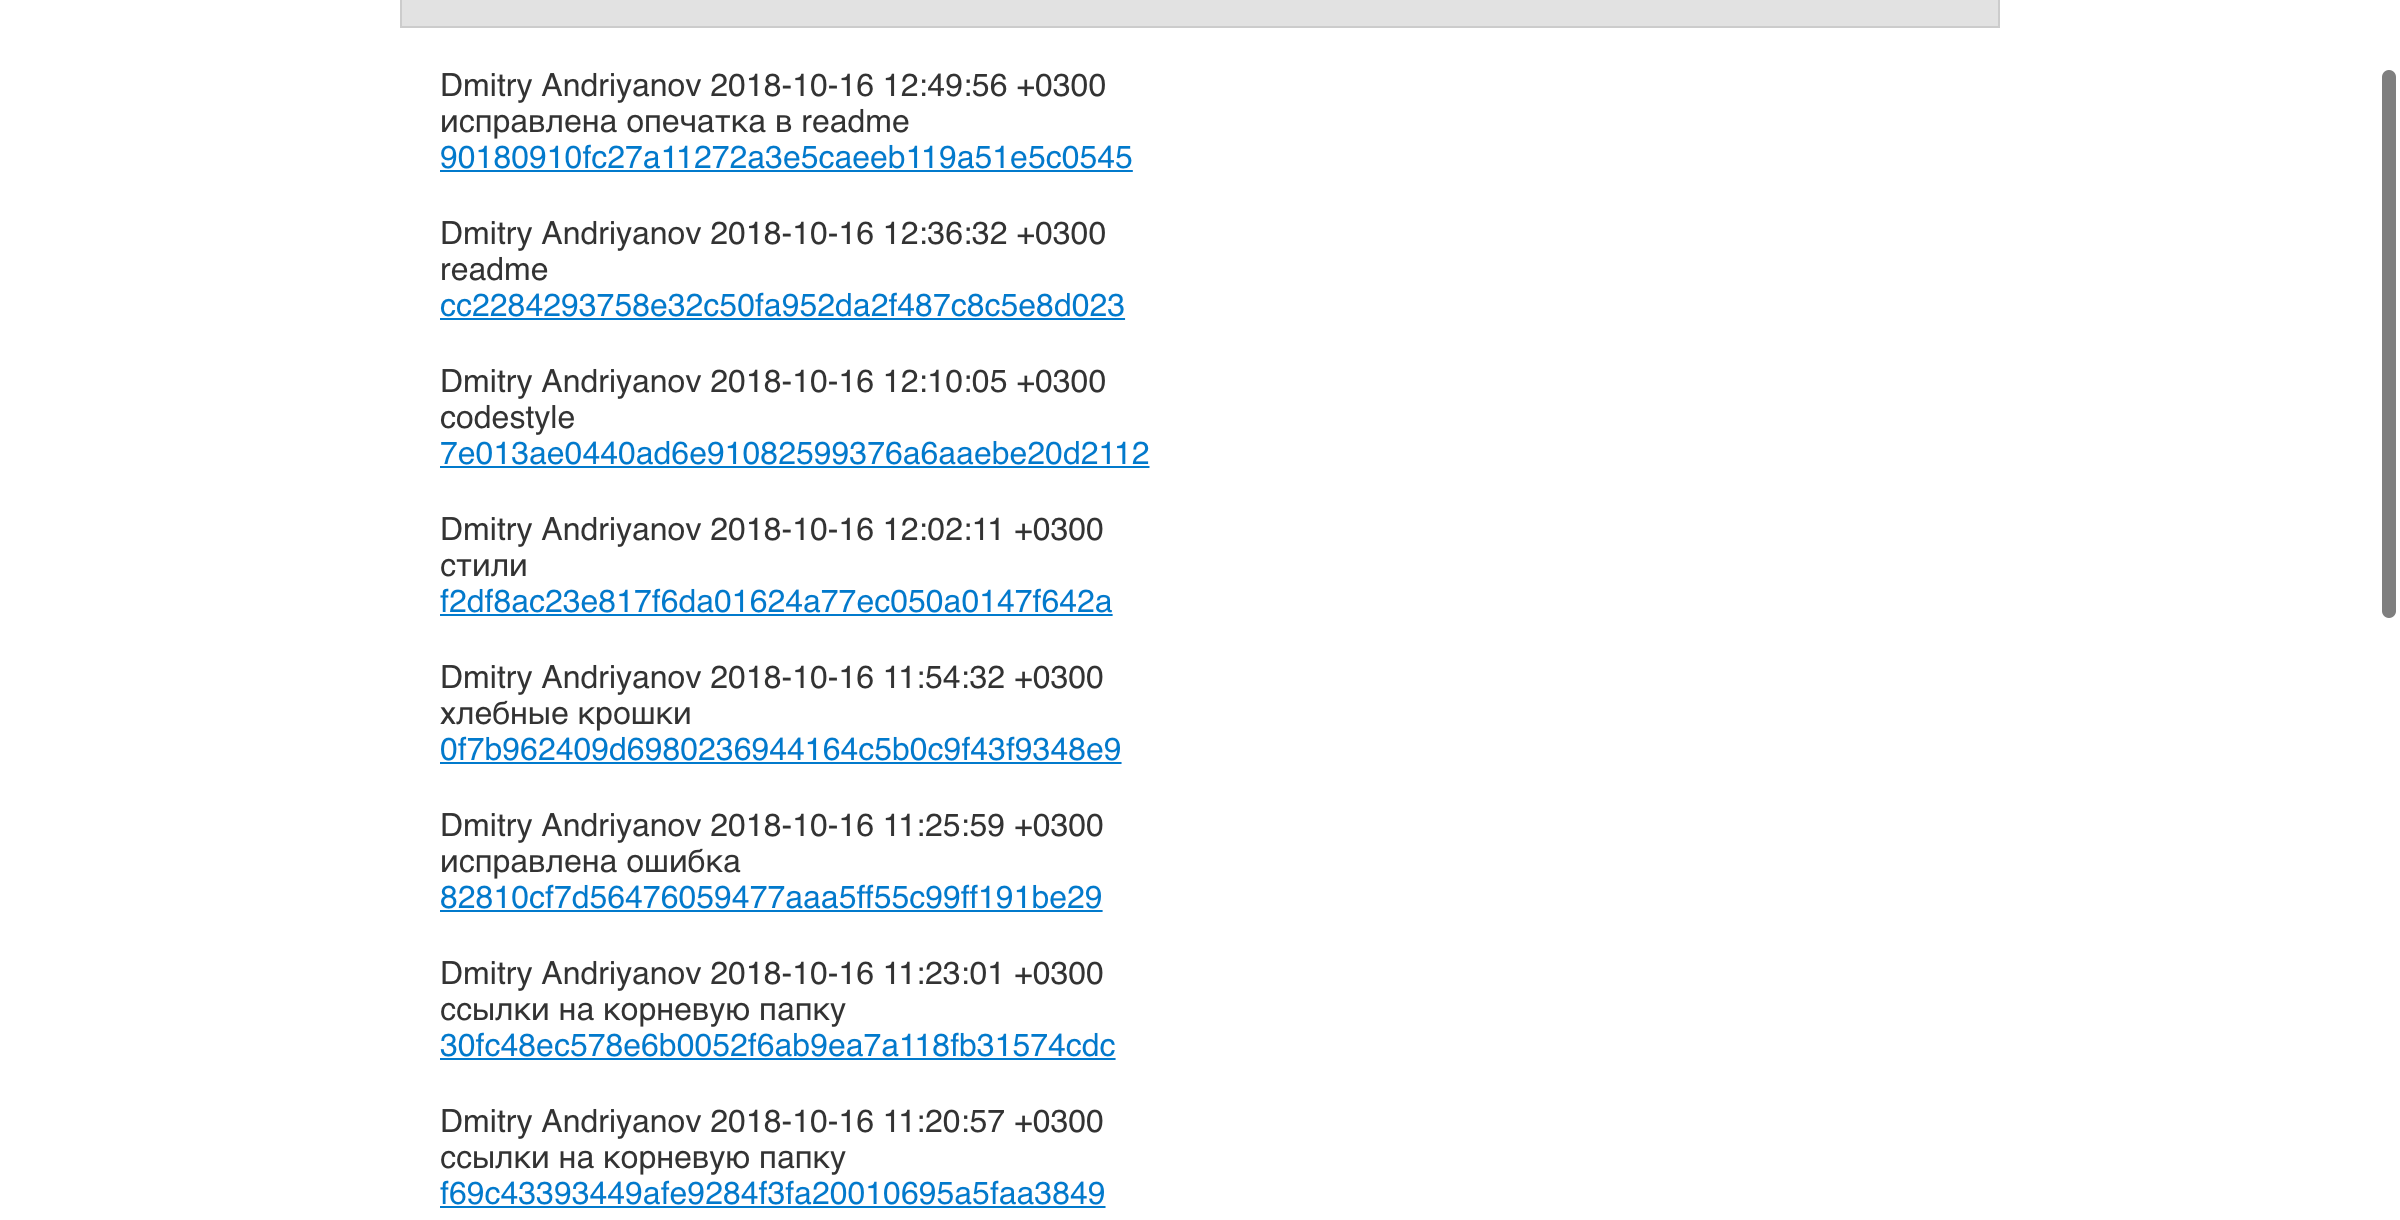 Dmitry Andriyanov 2018-10-16 12:49:56 +0300
исправлена опечатка в readme
90180910fc27a11272a3e5caeeb119a51e5c0545
Dmitry Andriyanov 2018-10-16 12:36:32 +0300
readme
cc2284293758e32c50fa952da2f487c8c5e8d023
Dmitry Andriyanov 2018-10-16 12:10:05 +0300
codestyle
7e013ae0440ad6e91082599376a6aaebe20d2112
Dmitry Andriyanov 2018-10-16 12:02:11 +0300
стили
f2df8ac23e817f6da01624a77ec050a0147f642a
Dmitry Andriyanov 2018-10-16 11:54:32 +0300
хлебные крошки
0f7b962409d6980236944164c5b0c9f43f9348e9
Dmitry Andriyanov 2018-10-16 11:25:59 +0300
исправлена ошибка
82810cf7d56476059477aaa5ff55c99ff191be29
Dmitry Andriyanov 2018-10-16 11:23:01 +0300
ссылки на корневую папку
30fc48ec578e6b0052f6ab9ea7a118fb31574cdc
Dmitry Andriyanov 2018-10-16 11:20:57 +0300
ссылки на корневую папку
f69c43393449afe9284f3fa20010695a5faa3849